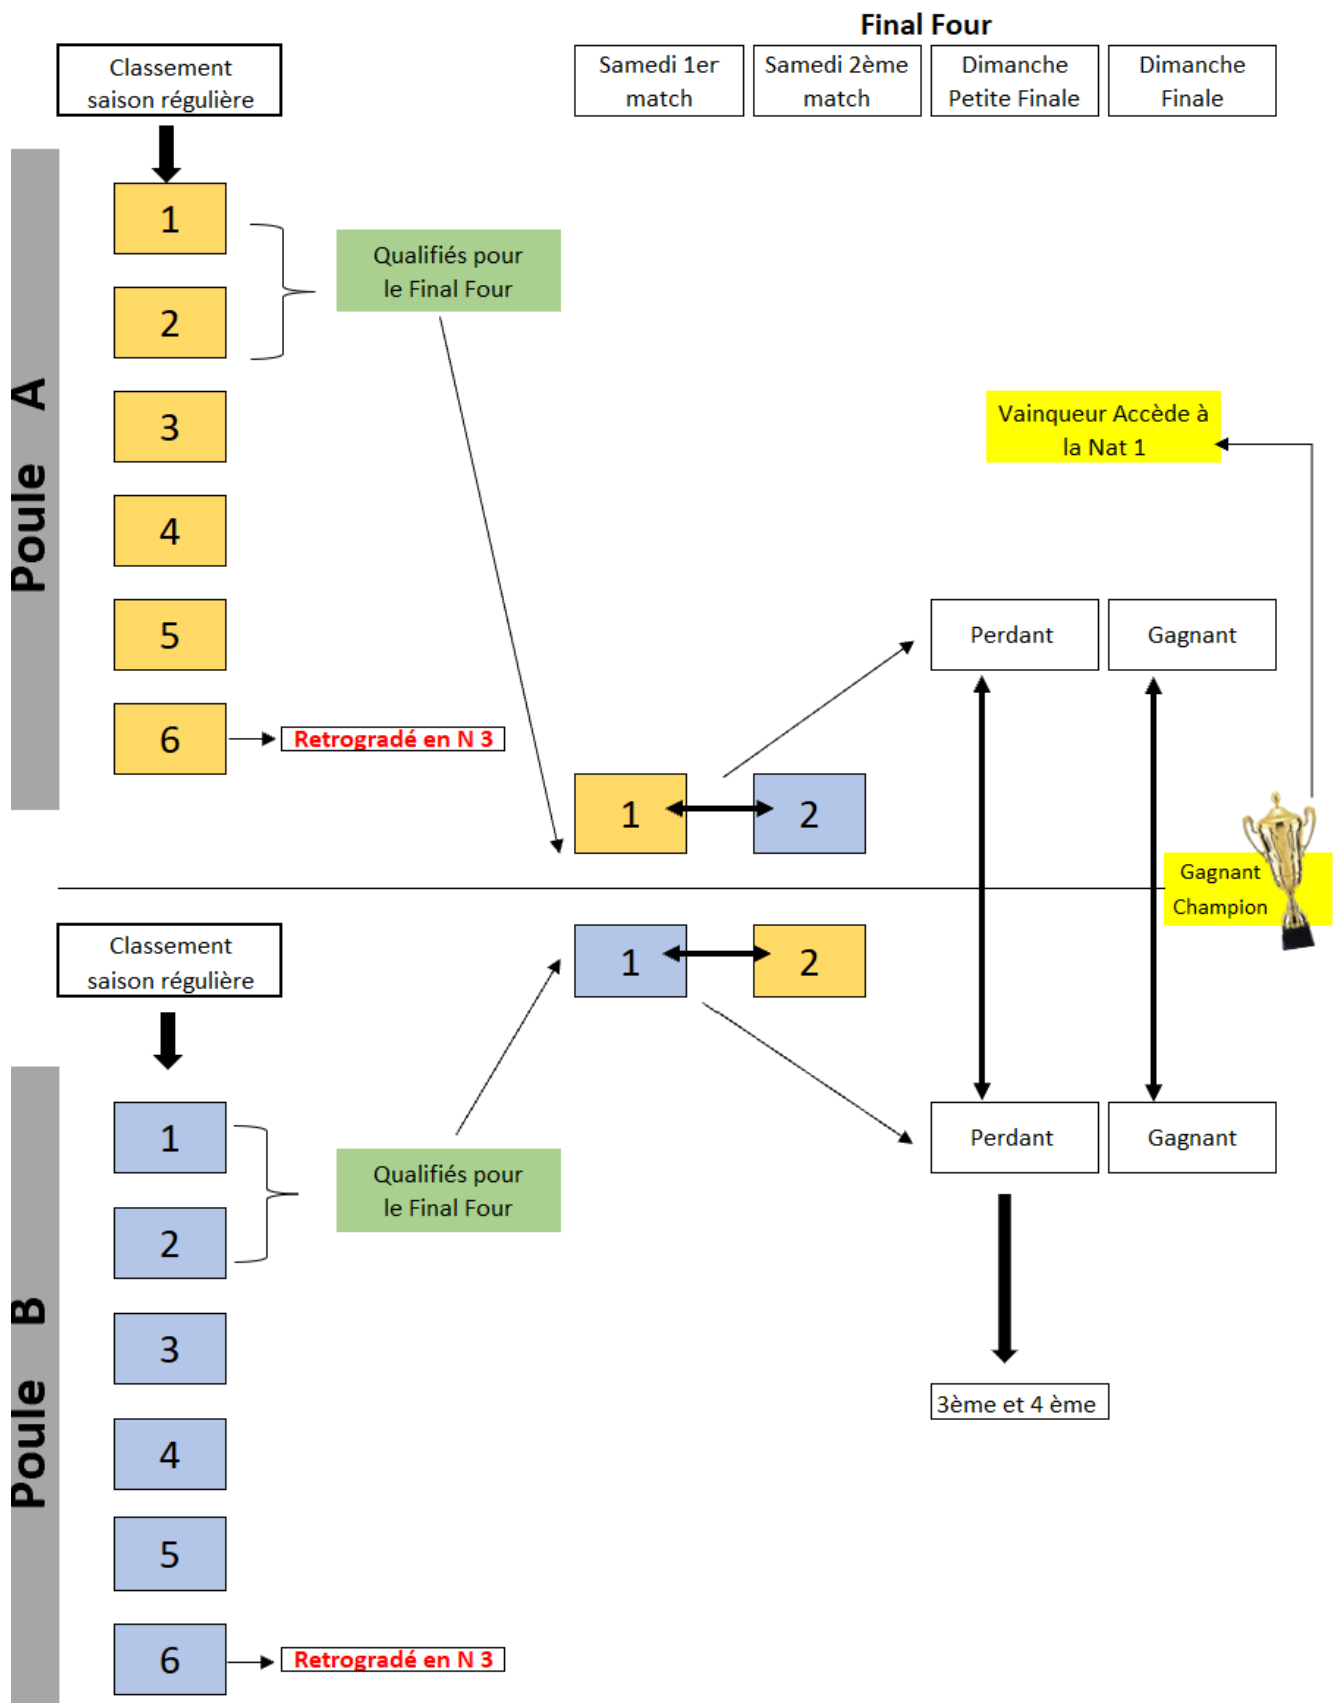 Final Four
Classement
saison régulière
Samedi 1er
match
Samedi 2ème
match
Dimanche
Petite Finale
Dimanche
Finale
Poule A
1
2
3
4
5
6
Qualifiés pour
le Final Four
Retrogradé en N 3
Vainqueur Accède à
la Nat 1
Perdant
Gagnant
1
2
Gagnant
Champion
1
2
Classement
saison régulière
Poule B
1
2
3
4
5
6
Qualifiés pour
le Final Four
Perdant
Gagnant
3ème et 4 ème
Retrogradé en N 3